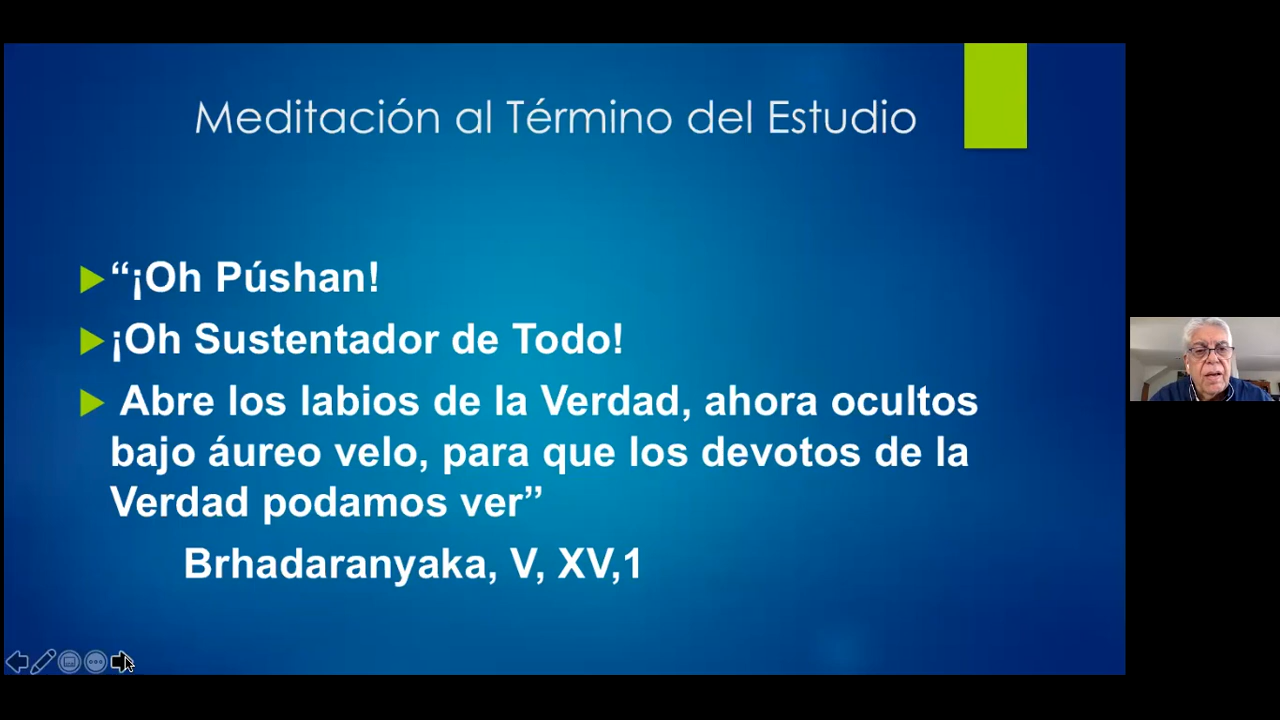 Meditación al Término del Estudio
“¡Oh Púshan!
¡Oh Sustentador de Todo!
Abre los labios de la Verdad, ahora ocultos
bajo áureo velo, para que los devotos de la
Verdad podamos ver”
Brhadaranyaka, V, XV,1